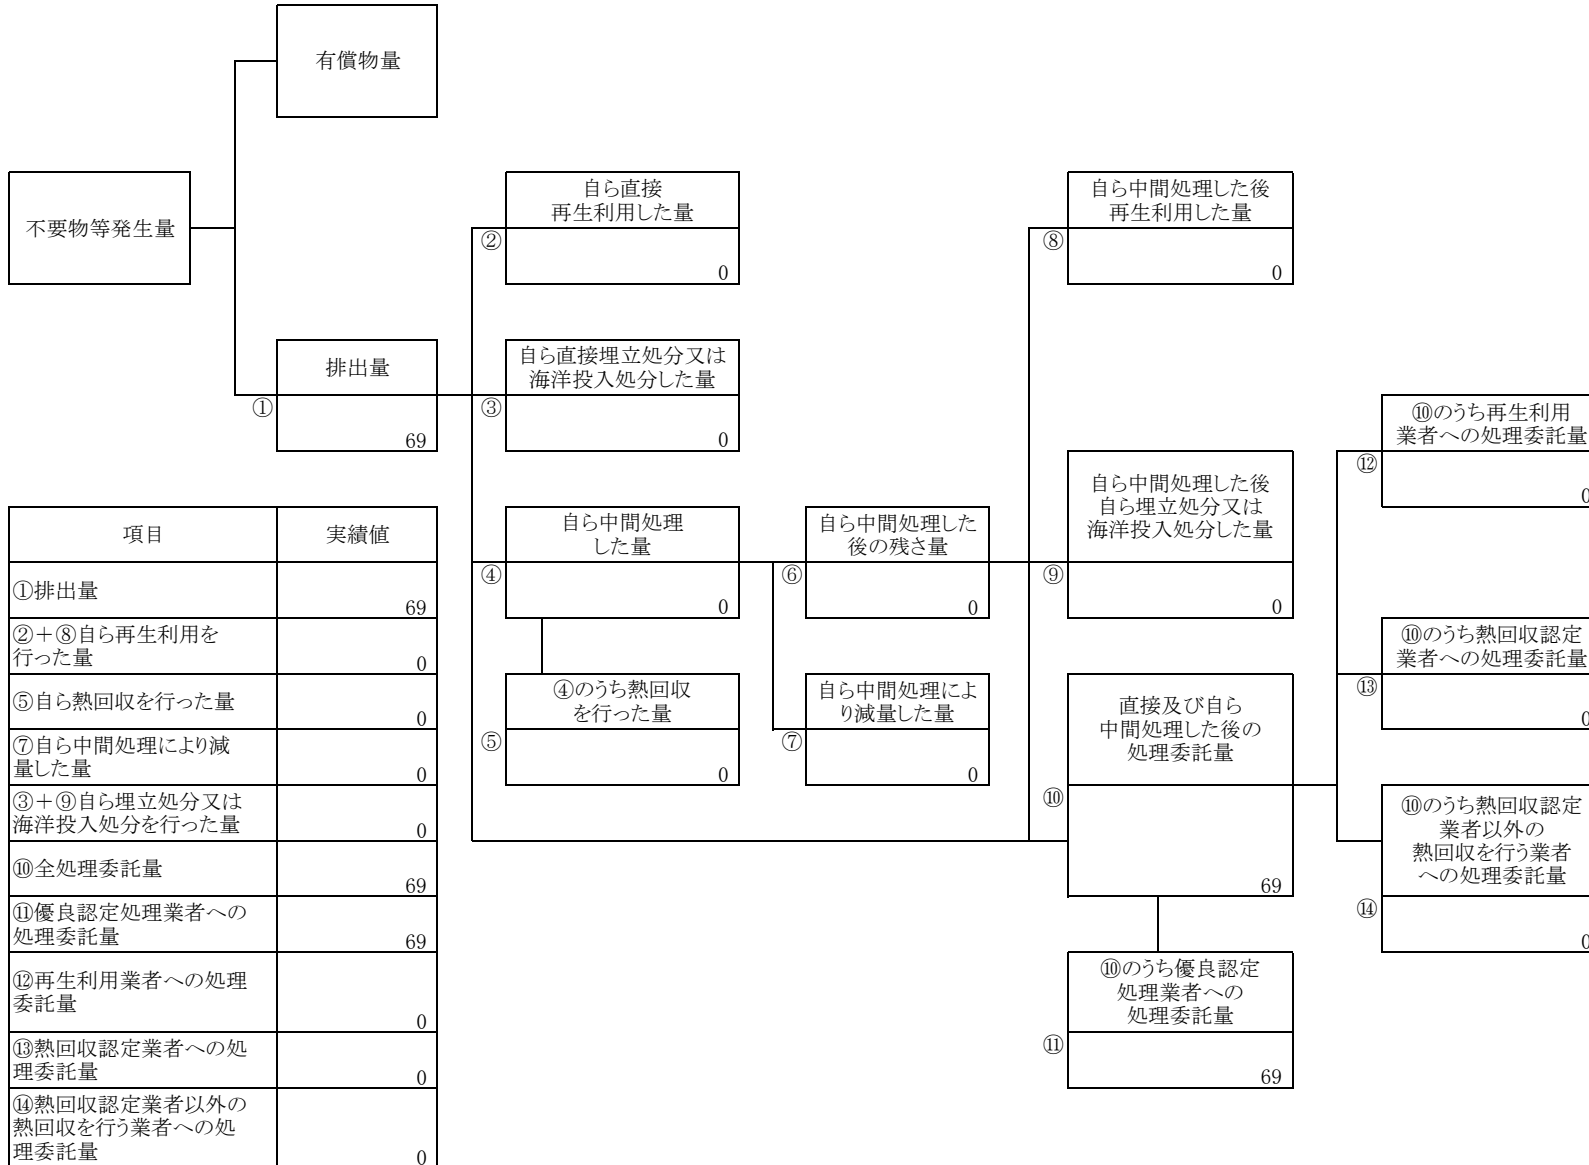 有償物量
不要物等発生量
自ら直接
再生利用した量
②
0
自ら中間処理した後
再生利用した量
⑧
0
排出量
①
69
自ら直接埋立処分又は
海洋投入処分した量
③
0
⑩のうち再生利用
業者への処理委託量
⑫
0
自ら中間処理
した量
④
0
自ら中間処理した
後の残さ量
⑥
0
自ら中間処理した後
自ら埋立処分又は
海洋投入処分した量
⑨
0
⑩のうち熱回収認定
業者への処理委託量
⑬
0
④のうち熱回収
を行った量
⑤
0
自ら中間処理によ
り減量した量
⑦
0
直接及び自ら
中間処理した後の
処理委託量
⑩
69
⑩のうち熱回収認定
業者以外の
熱回収を行う業者
への処理委託量
⑭
0
⑩のうち優良認定
処理業者への
処理委託量
⑪
69
項目 実績値
①排出量
69
②+⑧自ら再生利用を
行った量
0
⑤自ら熱回収を行った量
0
⑦自ら中間処理により減
量した量
0
③+⑨自ら埋立処分又は
海洋投入処分を行った量
0
⑩全処理委託量
69
⑪優良認定処理業者への
処理委託量
69
⑫再生利用業者への処理
委託量
0
⑬熱回収認定業者への処
理委託量
0
⑭熱回収認定業者以外の
熱回収を行う業者への処
理委託量
0